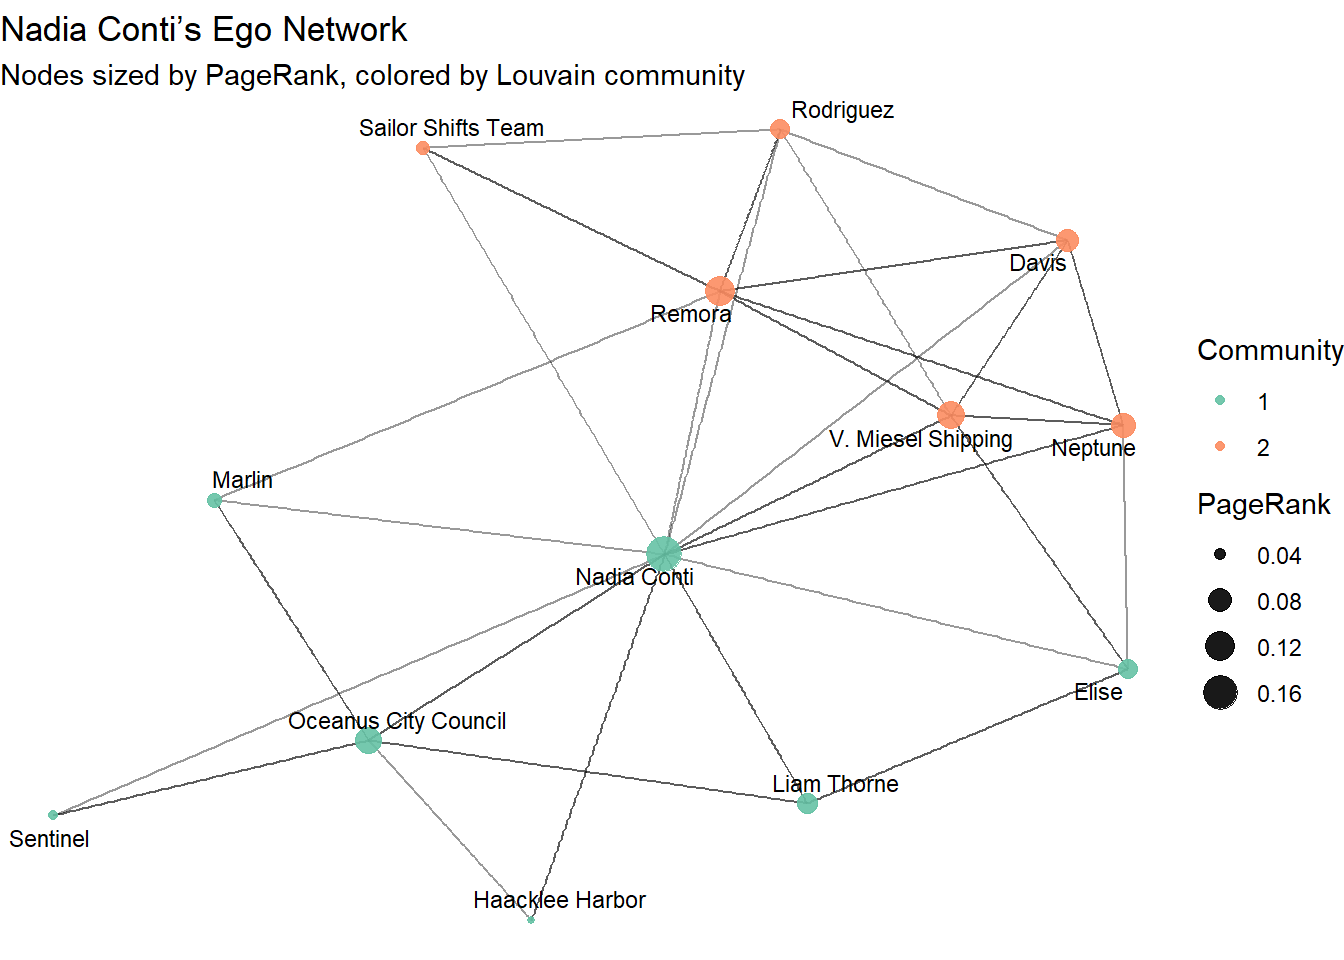 Nadia Conti’s Ego Network
Nodes sized by PageRank, colored by Louvain community
Rodriguez
Sailor Shifts Team
Davis
Remora
V. Miesel Shipping
Neptune
Marlin
Nadia Conti
Elise
Oceanus City Council
Liam Thorne
Sentinel
Haacklee Harbor
Community
1
2
PageRank
0.04
0.08
0.12
0.16